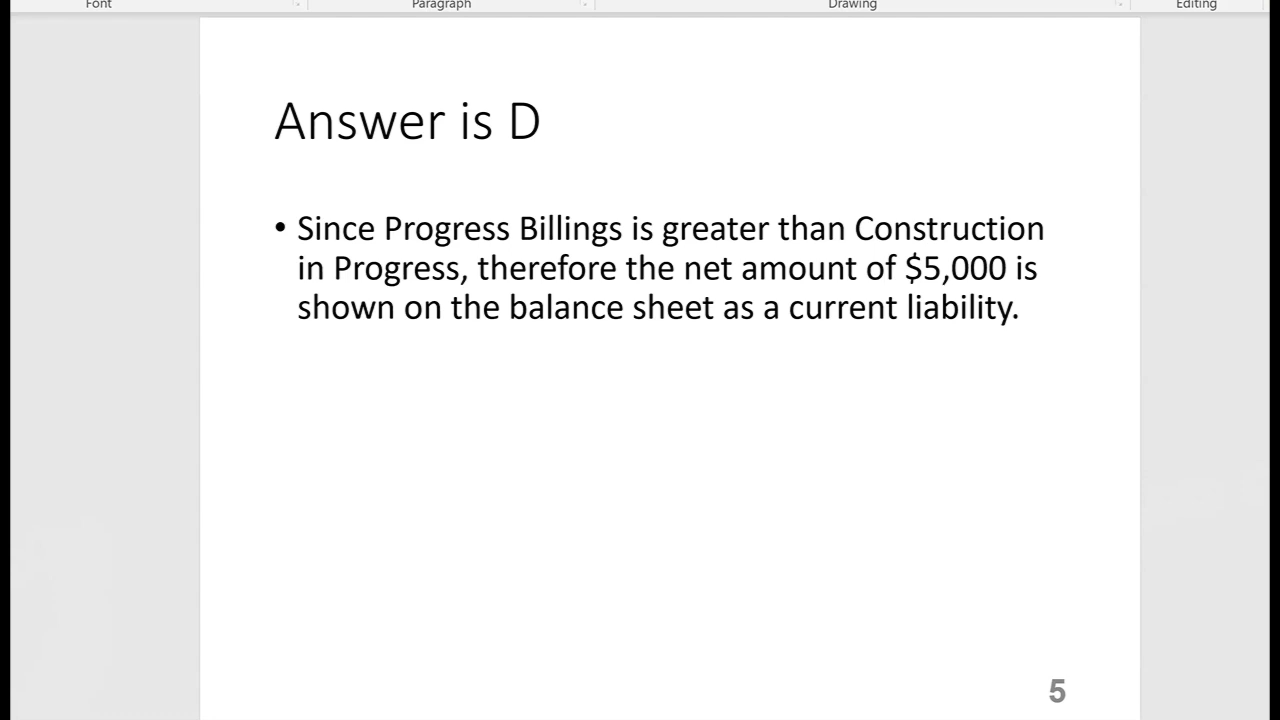 Font Paragraph Drawing Editing
Answer is D
• Since Progress Billings is greater than Construction
in Progress, therefore the net amount of $5,000 is
shown on the balance sheet as a current liability.
5